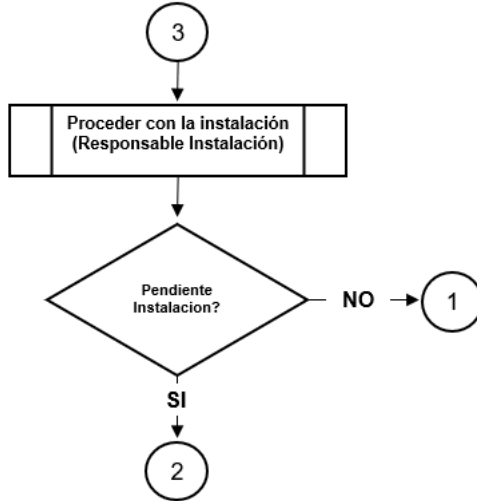 3
Proceder con la instalación
(Responsable Instalación)
Pendiente
Instalacion?
NO
1
SI
2